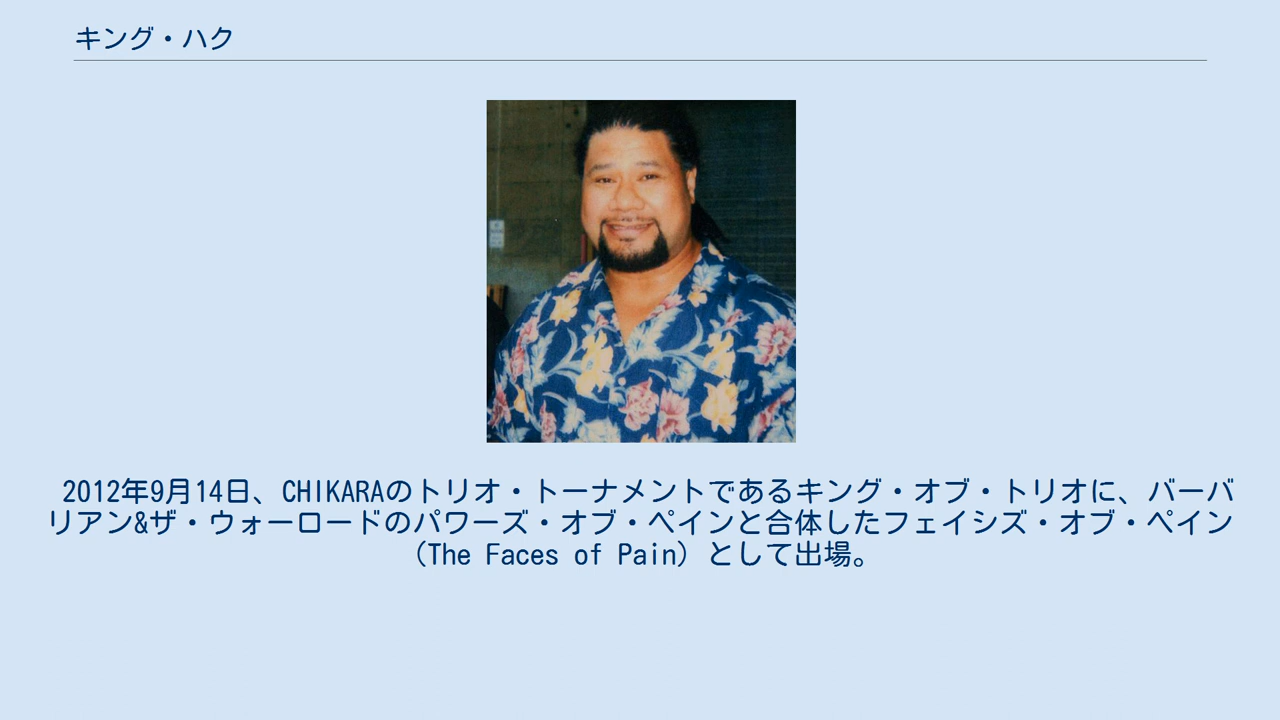 キング・ハク
2012年9月14日、CHIKARAのトリオ・トーナメントであるキング・オブ・トリオに、バーバ
リアン&ザ・ウォーロードのパワーズ・オブ・ペインと合体したフェイシズ・オブ・ペイン
（The Faces of Pain）として出場。